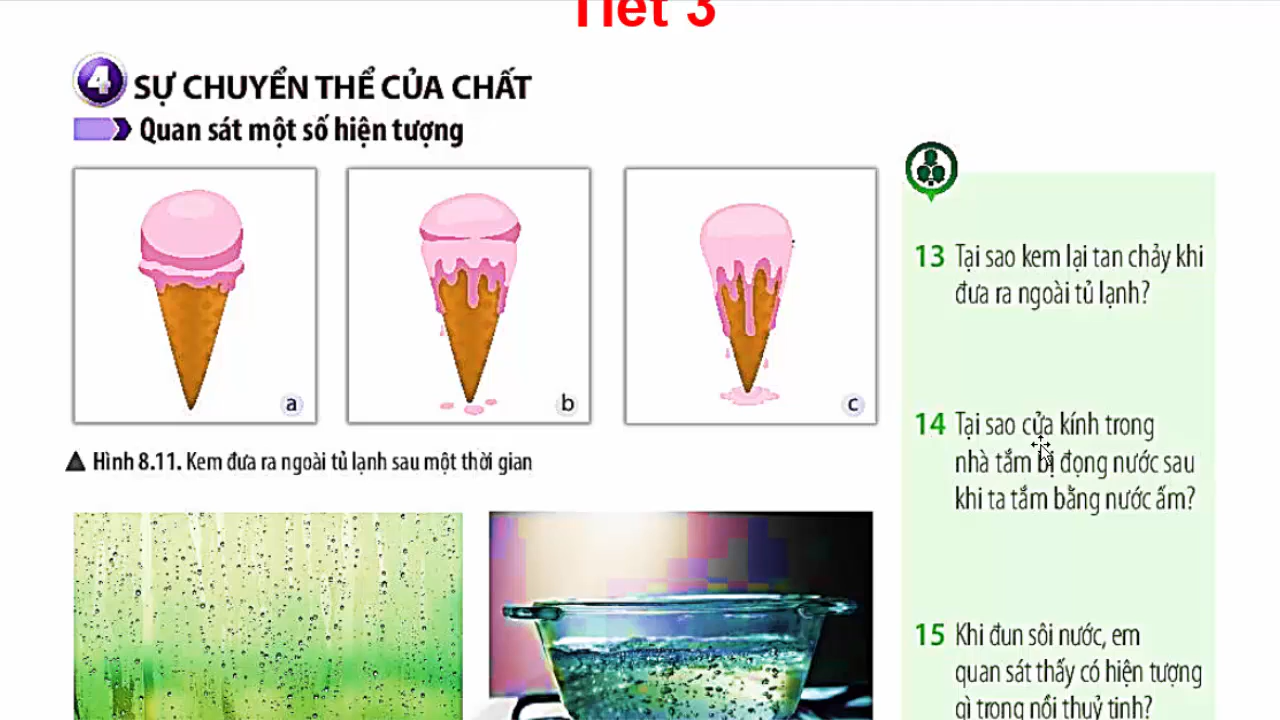 Tiết 3
4 SỰ CHUYỂN THỂ CỦA CHẤT
Quan sát một số hiện tượng
a
b
c
Hình 8.11. Kem đưa ra ngoài tủ lạnh sau một thời gian
13 Tại sao kem lại tan chảy khi
đưa ra ngoài tủ lạnh?
14 Tại sao cửa kính trong
nhà tắm bị đọng nước sau
khi ta tắm bằng nước ấm?
15 Khi đun sôi nước, em
quan sát thấy có hiện tượng
gì trong nồi thuỷ tinh?